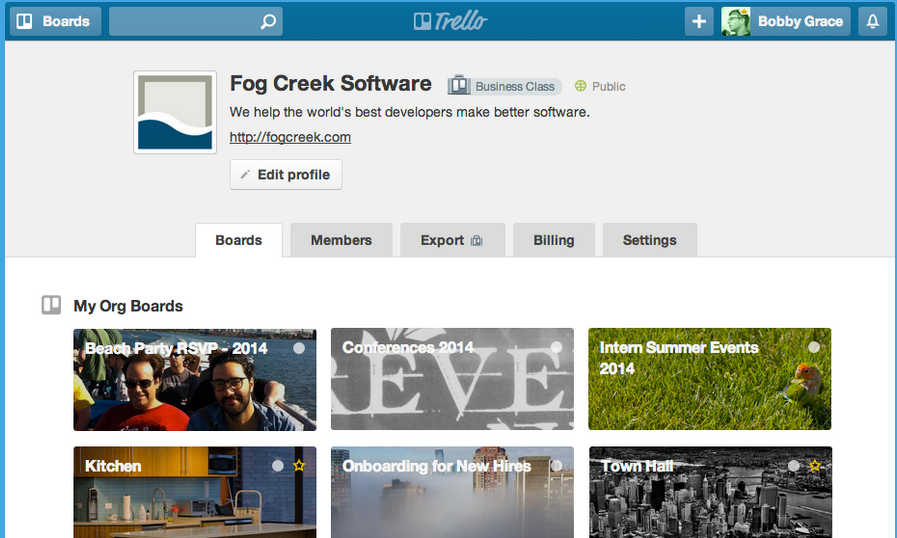 Boards
Trello
Bobby Grace
Fog Creek Software
Business Class
Public
We help the world's best developers make better software.
http://fogcreek.com
Edit profile
Boards
Members
Export
Billing
Settings
My Org Boards
Beach Party RSVP - 2014
Conferences 2014
REVE
Intern Summer Events
2014
Kitchen
Onboarding for New Hires
Town Hall